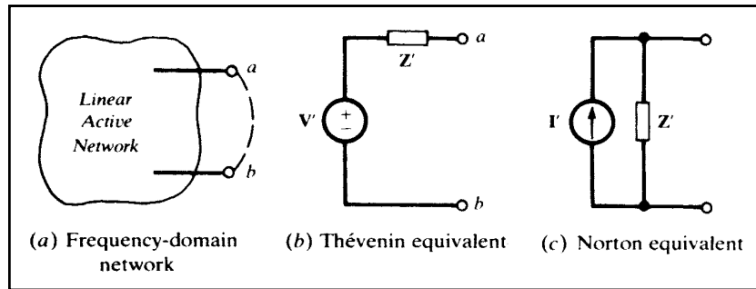 a
Linear
Active
Network
b
(a) Frequency-domain
network
Z′
a
V′
+
−
b
(b) Thévenin equivalent
I′
Z′
(c) Norton equivalent